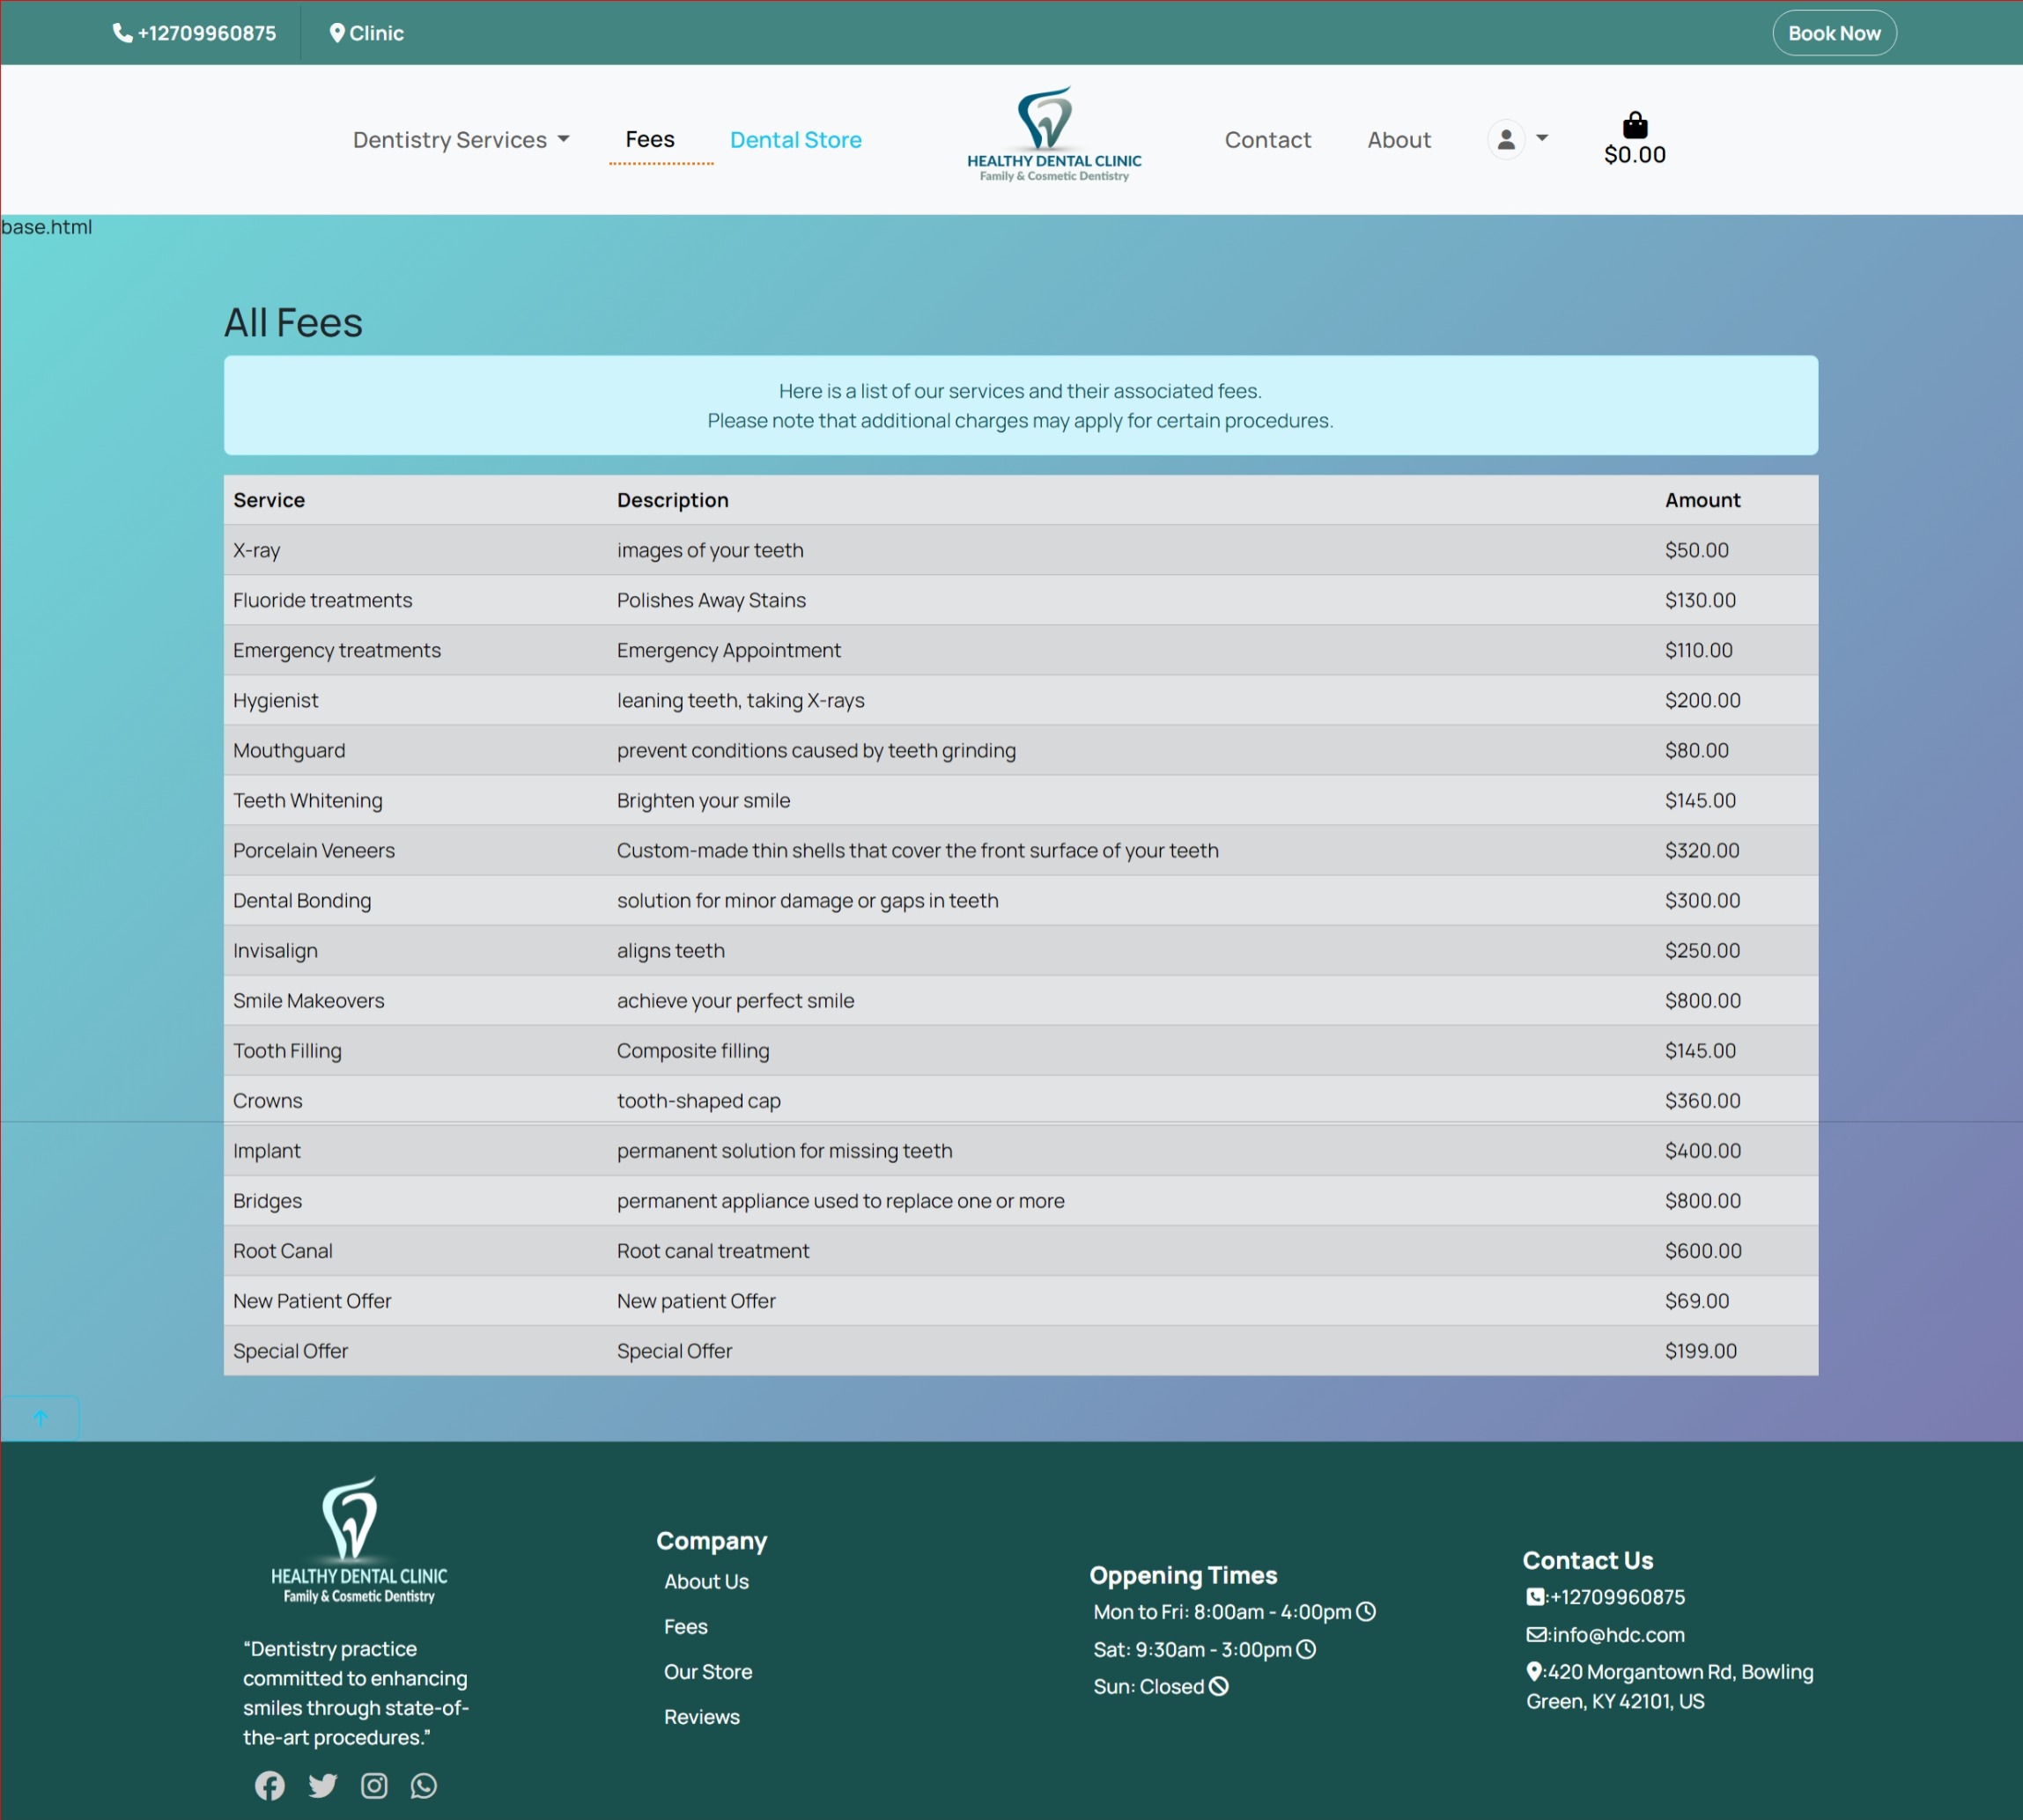 +12709960875 Clinic Book Now
Dentistry Services Fees Dental Store HEALTHY DENTAL CLINIC Contact About $0.00
Family & Cosmetic Dentistry
base.html
All Fees
Here is a list of our services and their associated fees.
Please note that additional charges may apply for certain procedures.
Service Description Amount
X-ray images of your teeth $50.00
Fluoride treatments Polishes Away Stains $130.00
Emergency treatments Emergency Appointment $110.00
Hygienist leaning teeth, taking X-rays $200.00
Mouthguard prevent conditions caused by teeth grinding $80.00
Teeth Whitening Brighten your smile $145.00
Porcelain Veneers Custom-made thin shells that cover the front surface of your teeth $320.00
Dental Bonding solution for minor damage or gaps in teeth $300.00
Invisalign aligns teeth $250.00
Smile Makeovers achieve your perfect smile $800.00
Tooth Filling Composite filling $145.00
Crowns tooth-shaped cap $360.00
Implant permanent solution for missing teeth $400.00
Bridges permanent appliance used to replace one or more $800.00
Root Canal Root canal treatment $600.00
New Patient Offer New patient Offer $69.00
Special Offer Special Offer $199.00
HEALTHY DENTAL CLINIC
Family & Cosmetic Dentistry
“Dentistry practice
committed to enhancing
smiles through state-of-
the-art procedures.”
Company
About Us
Fees
Our Store
Reviews
Oppening Times
Mon to Fri: 8:00am - 4:00pm
Sat: 9:30am - 3:00pm
Sun: Closed
Contact Us
:+12709960875
:info@hdc.com
:420 Morgantown Rd, Bowling
Green, KY 42101, US